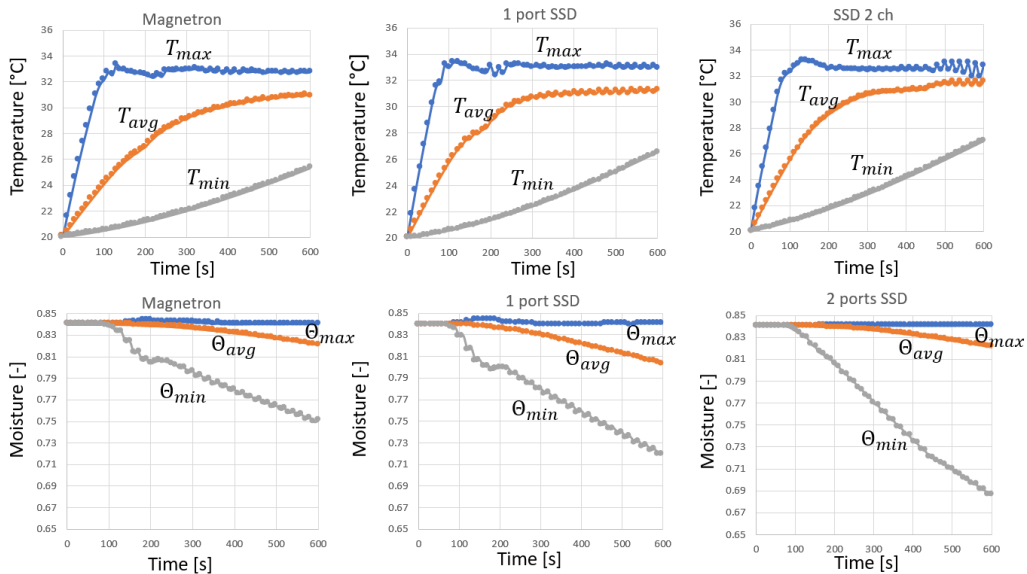 Magnetron
36
34
32
30
28
26
24
22
20
Temperature [°C]
T_max
T_avg
T_min
0 100 200 300 400 500 600
Time [s]
1 port SSD
36
34
32
30
28
26
24
22
20
Temperature [°C]
T_max
T_avg
T_min
0 100 200 300 400 500 600
Time [s]
SSD 2 ch
36
34
32
30
28
26
24
22
20
Temperature [°C]
T_max
T_avg
T_min
0 100 200 300 400 500 600
Time [s]
Magnetron
0.85
0.83
0.81
0.79
0.77
0.75
0.73
0.71
0.69
0.67
0.65
Moisture [-]
Θ_max
Θ_avg
Θ_min
0 100 200 300 400 500 600
Time [s]
1 port SSD
0.85
0.83
0.81
0.79
0.77
0.75
0.73
0.71
0.69
0.67
0.65
Moisture [-]
Θ_max
Θ_avg
Θ_min
0 100 200 300 400 500 600
Time [s]
2 ports SSD
0.85
0.83
0.81
0.79
0.77
0.75
0.73
0.71
0.69
0.67
0.65
Moisture [-]
Θ_max
Θ_avg
Θ_min
0 100 200 300 400 500 600
Time [s]